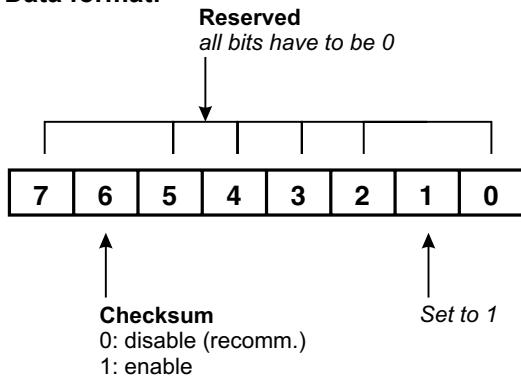 Data format:
Reserved
all bits have to be 0
7 6 5 4 3 2 1 0
Checksum
0: disable (recomm.)
1: enable
Set to 1